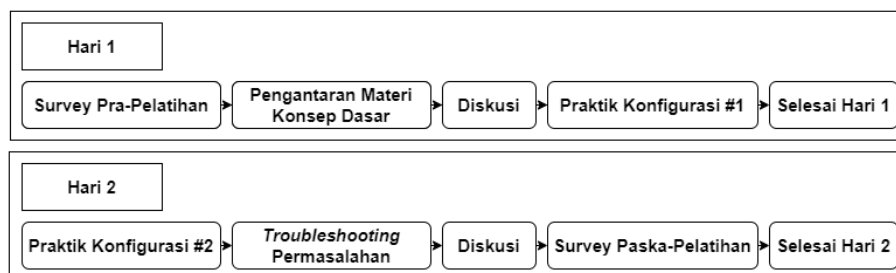 Hari 1
Survey Pra-Pelatihan
Pengantaran Materi
Konsep Dasar
Diskusi
Praktik Konfigurasi #1
Selesai Hari 1
Hari 2
Praktik Konfigurasi #2
Troubleshooting
Permasalahan
Diskusi
Survey Paska-Pelatihan
Selesai Hari 2